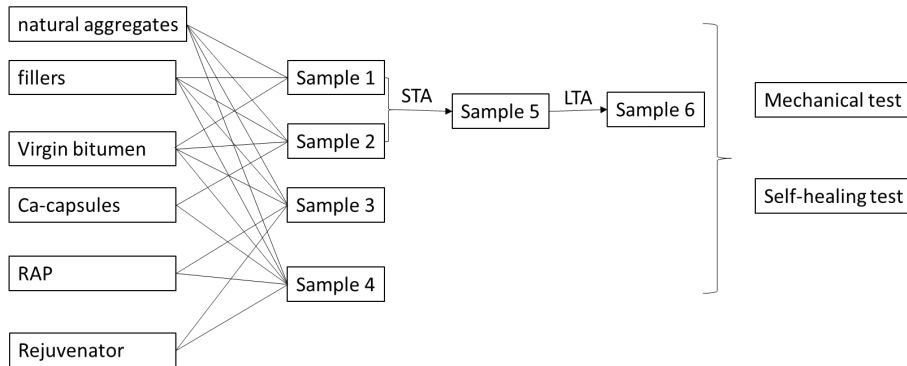 natural aggregates
fillers
Virgin bitumen
Ca-capsules
RAP
Rejuvenator
Sample 1
Sample 2
Sample 3
Sample 4
STA
Sample 5
LTA
Sample 6
Mechanical test
Self-healing test